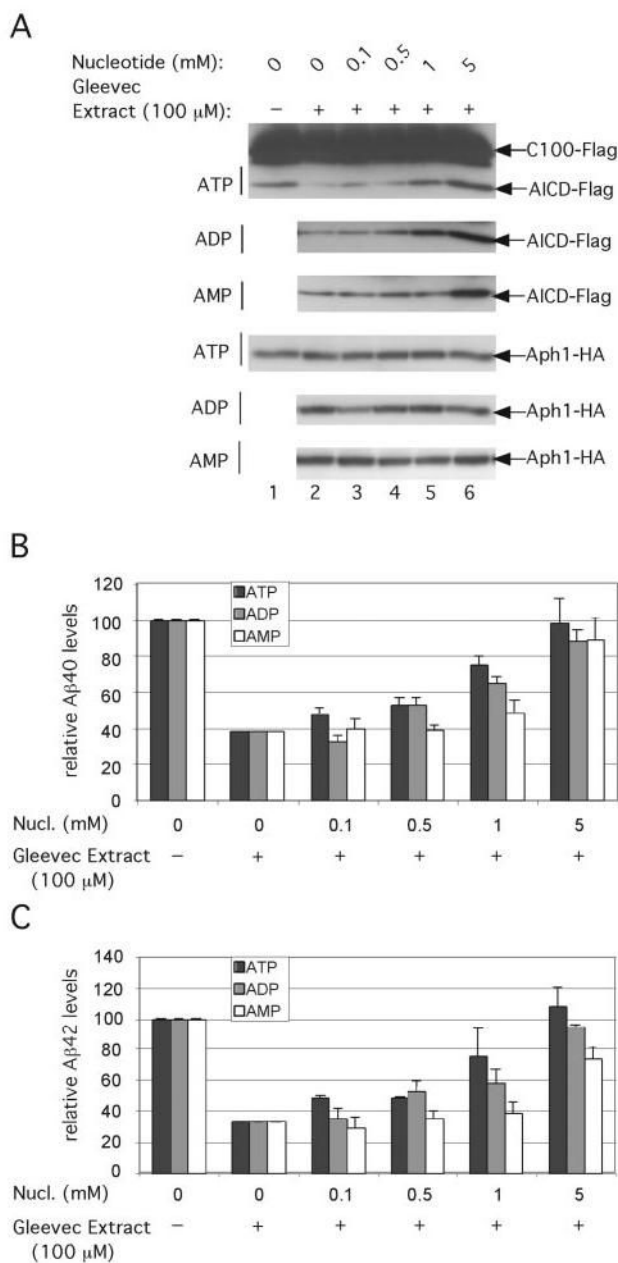 A
Nucleotide (mM): 0 0 0.1 0.5 1 5
Gleevec
Extract (100 μM): − + + + + +
C100-Flag
ATP AICD-Flag
ADP AICD-Flag
AMP AICD-Flag
ATP Aph1-HA
ADP Aph1-HA
AMP Aph1-HA
1 2 3 4 5 6
B
relative Aβ40 levels
120
100
80
60
40
20
0
ATP
ADP
AMP
Nucl. (mM) 0 0 0.1 0.5 1 5
Gleevec Extract − + + + + +
(100 μM)
C
relative Aβ42 levels
140
120
100
80
60
40
20
0
ATP
ADP
AMP
Nucl. (mM) 0 0 0.1 0.5 1 5
Gleevec Extract − + + + + +
(100 μM)